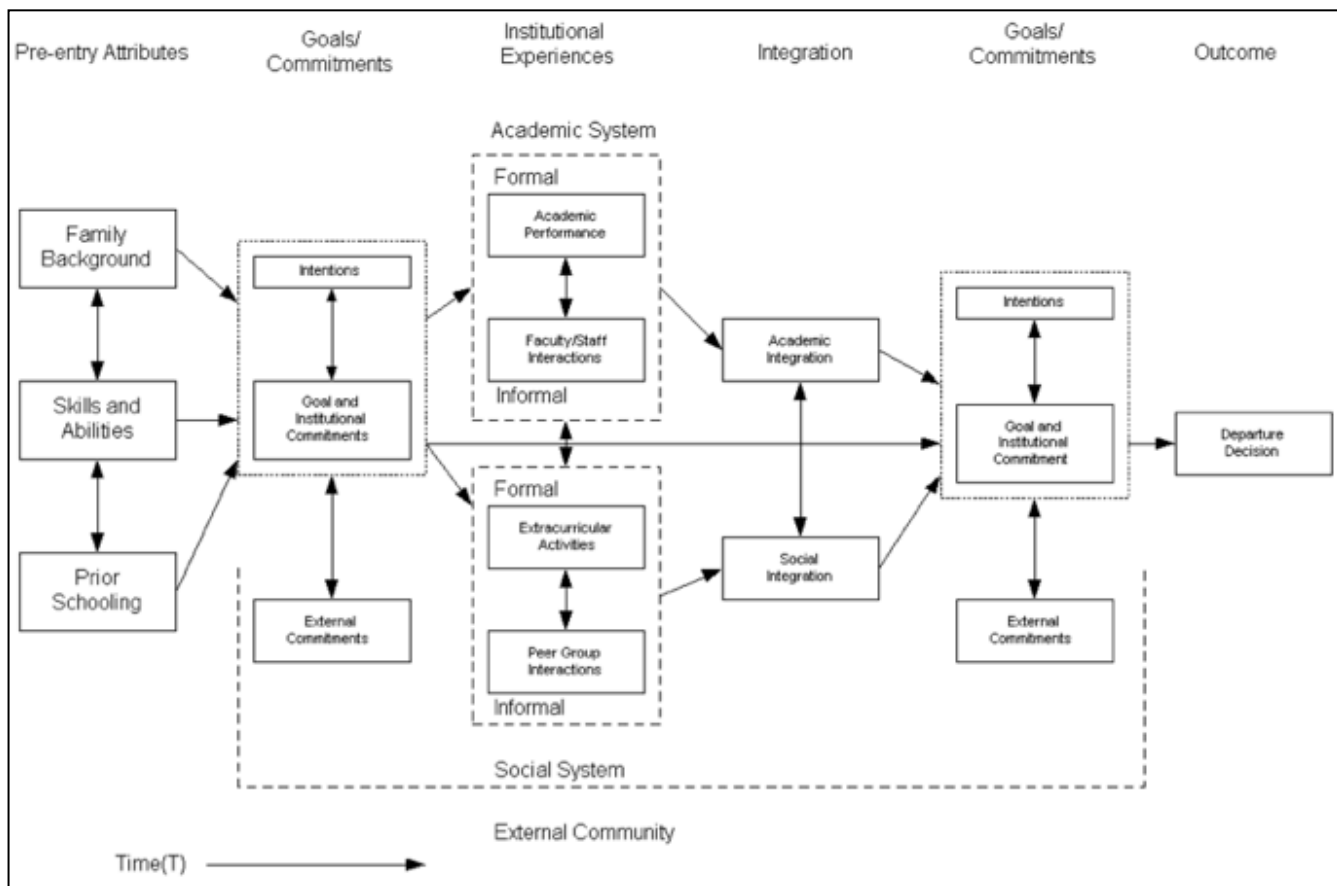 Pre-entry Attributes
Goals/
Commitments
Institutional
Experiences
Integration
Goals/
Commitments
Outcome
Academic System
Formal
Academic
Performance
Faculty/Staff
Interactions
Informal
Family
Background
Skills and
Abilities
Prior
Schooling
Intentions
Goal and
Institutional
Commitments
External
Commitments
Formal
Extracurricular
Activities
Peer Group
Interactions
Informal
Social System
Academic
Integration
Social
Integration
Intentions
Goal and
Institutional
Commitment
External
Commitments
Departure
Decision
External Community
Time(T)